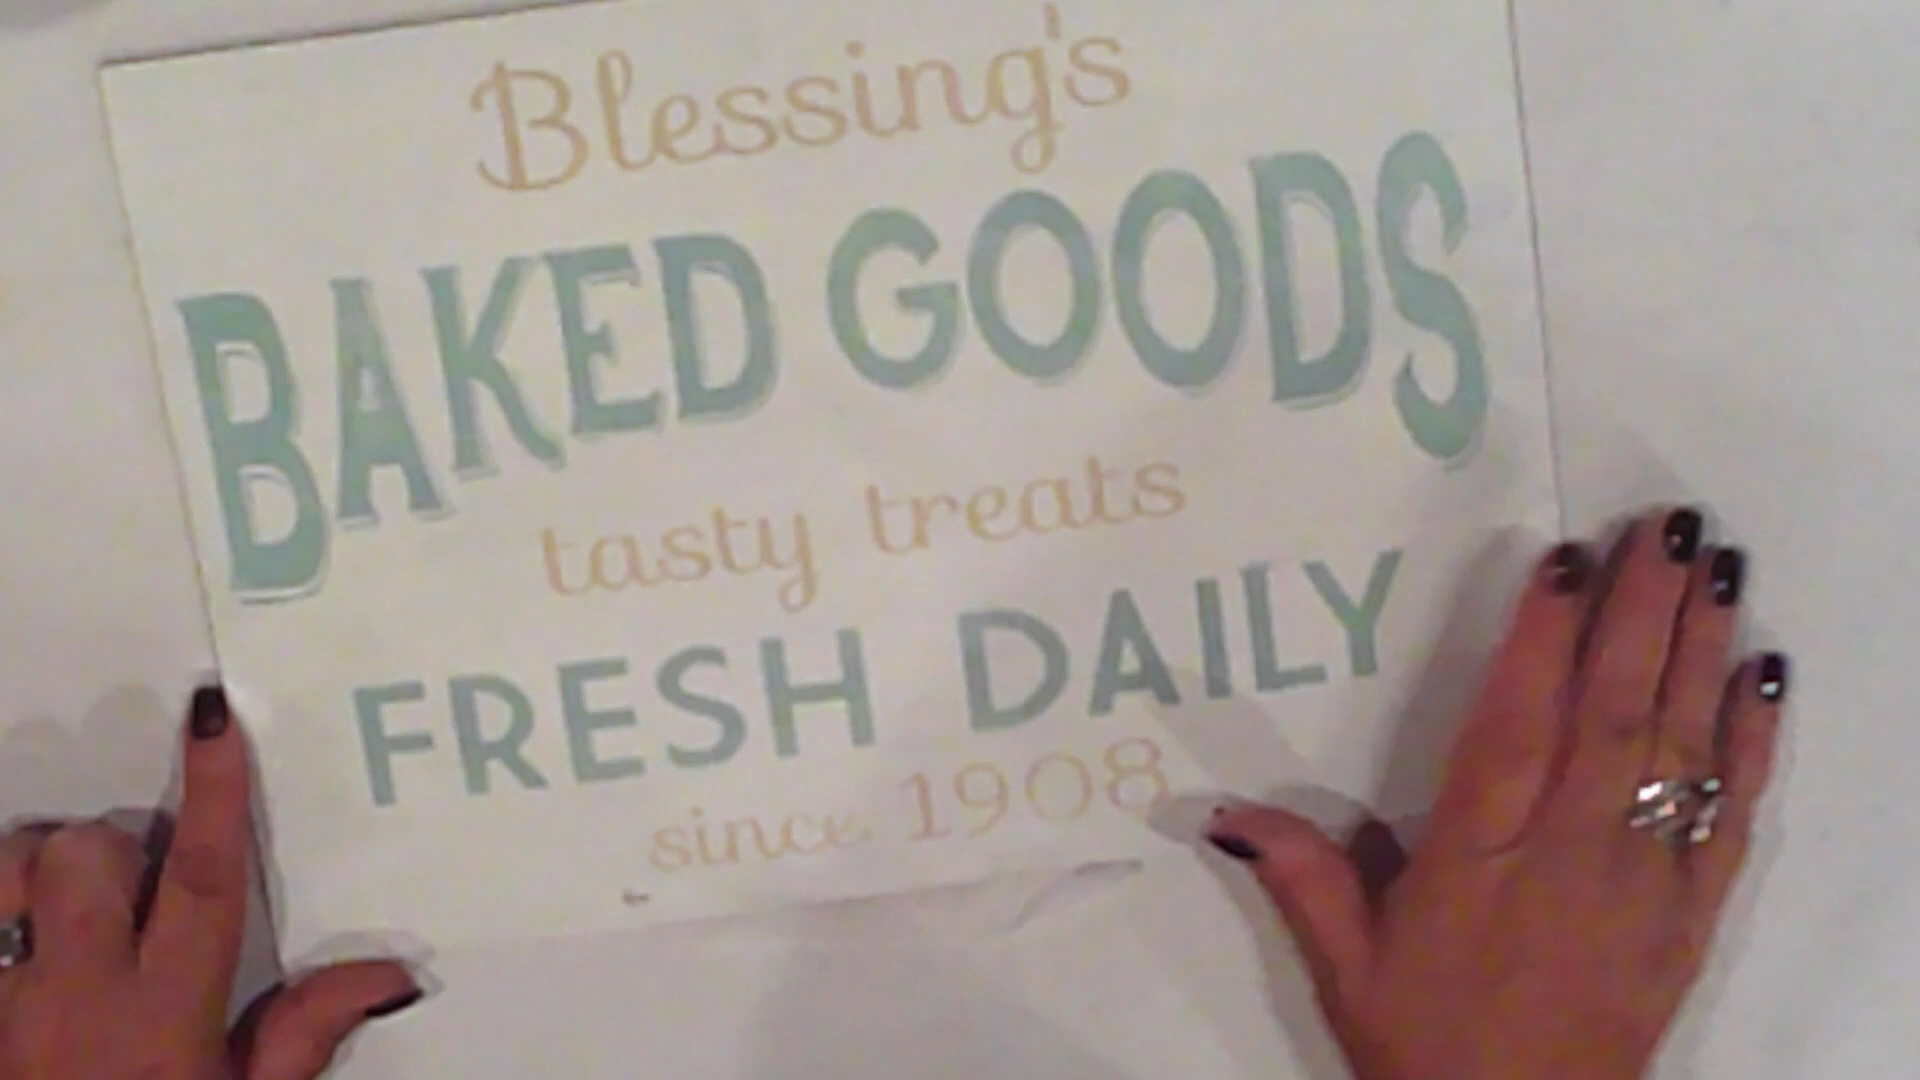 Blessing's
BAKED GOODS
tasty treats
FRESH DAILY
since 1908